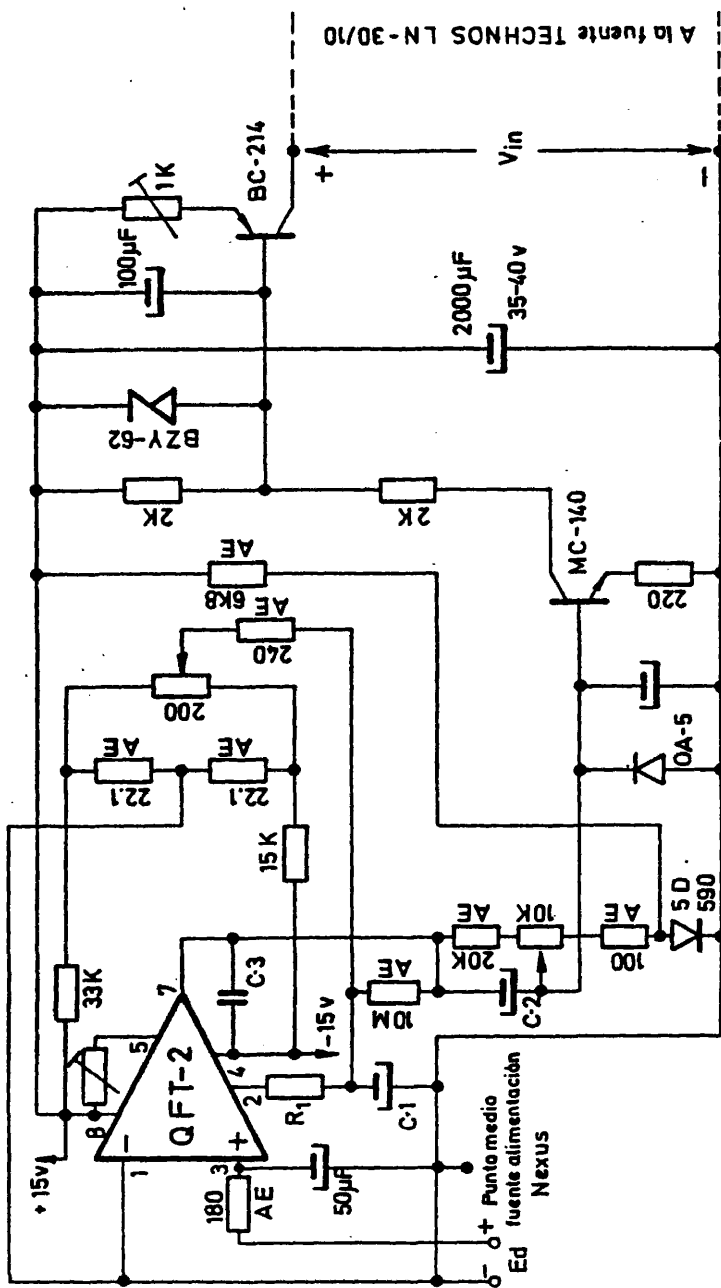 + 15v
33K
8
5
QFT-2
7
1
3
2
4
180
AE
50µF
R₁
C-1
C-3
-15v
15K
22.1
AE
22.1
AE
200
240
AE
6K8
AE
10M
AE
20K
AE
10K
C-2
100
AE
5D
590
2K
2K
BZY-62
100µF
1K
BC-214
2000µF
35-40v
MC-140
220
OA-5
+
Vin
-
A la fuente TECHNOS LN-30/10
Ed
-
+
Punto medio
fuente alimentación
Nexus